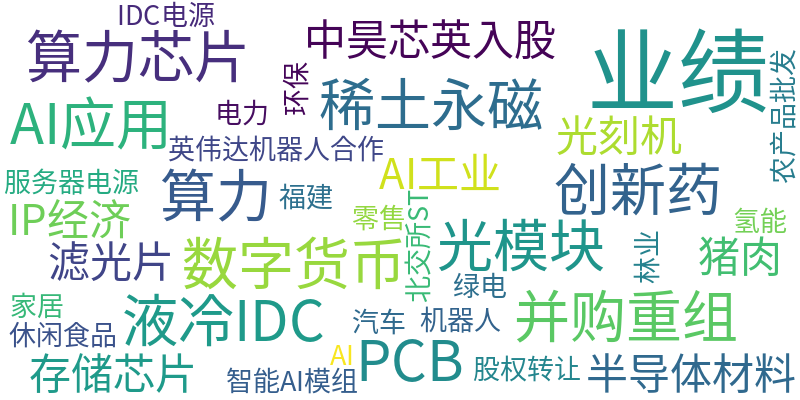 IDC电源
算力芯片
中昊芯英入股
业绩
环保
稀土永磁
农产品批发
AI应用
电力
光刻机
英伟达机器人合作
服务器电源
算力
福建
AI工业
创新药
IP经济
零售
北交所ST
氢能
滤光片
数字货币
光模块
林业
猪肉
家居
液冷IDC
绿电
并购重组
休闲食品
汽车
机器人
存储芯片
智能AI模组
AI
PCB
股权转让
半导体材料